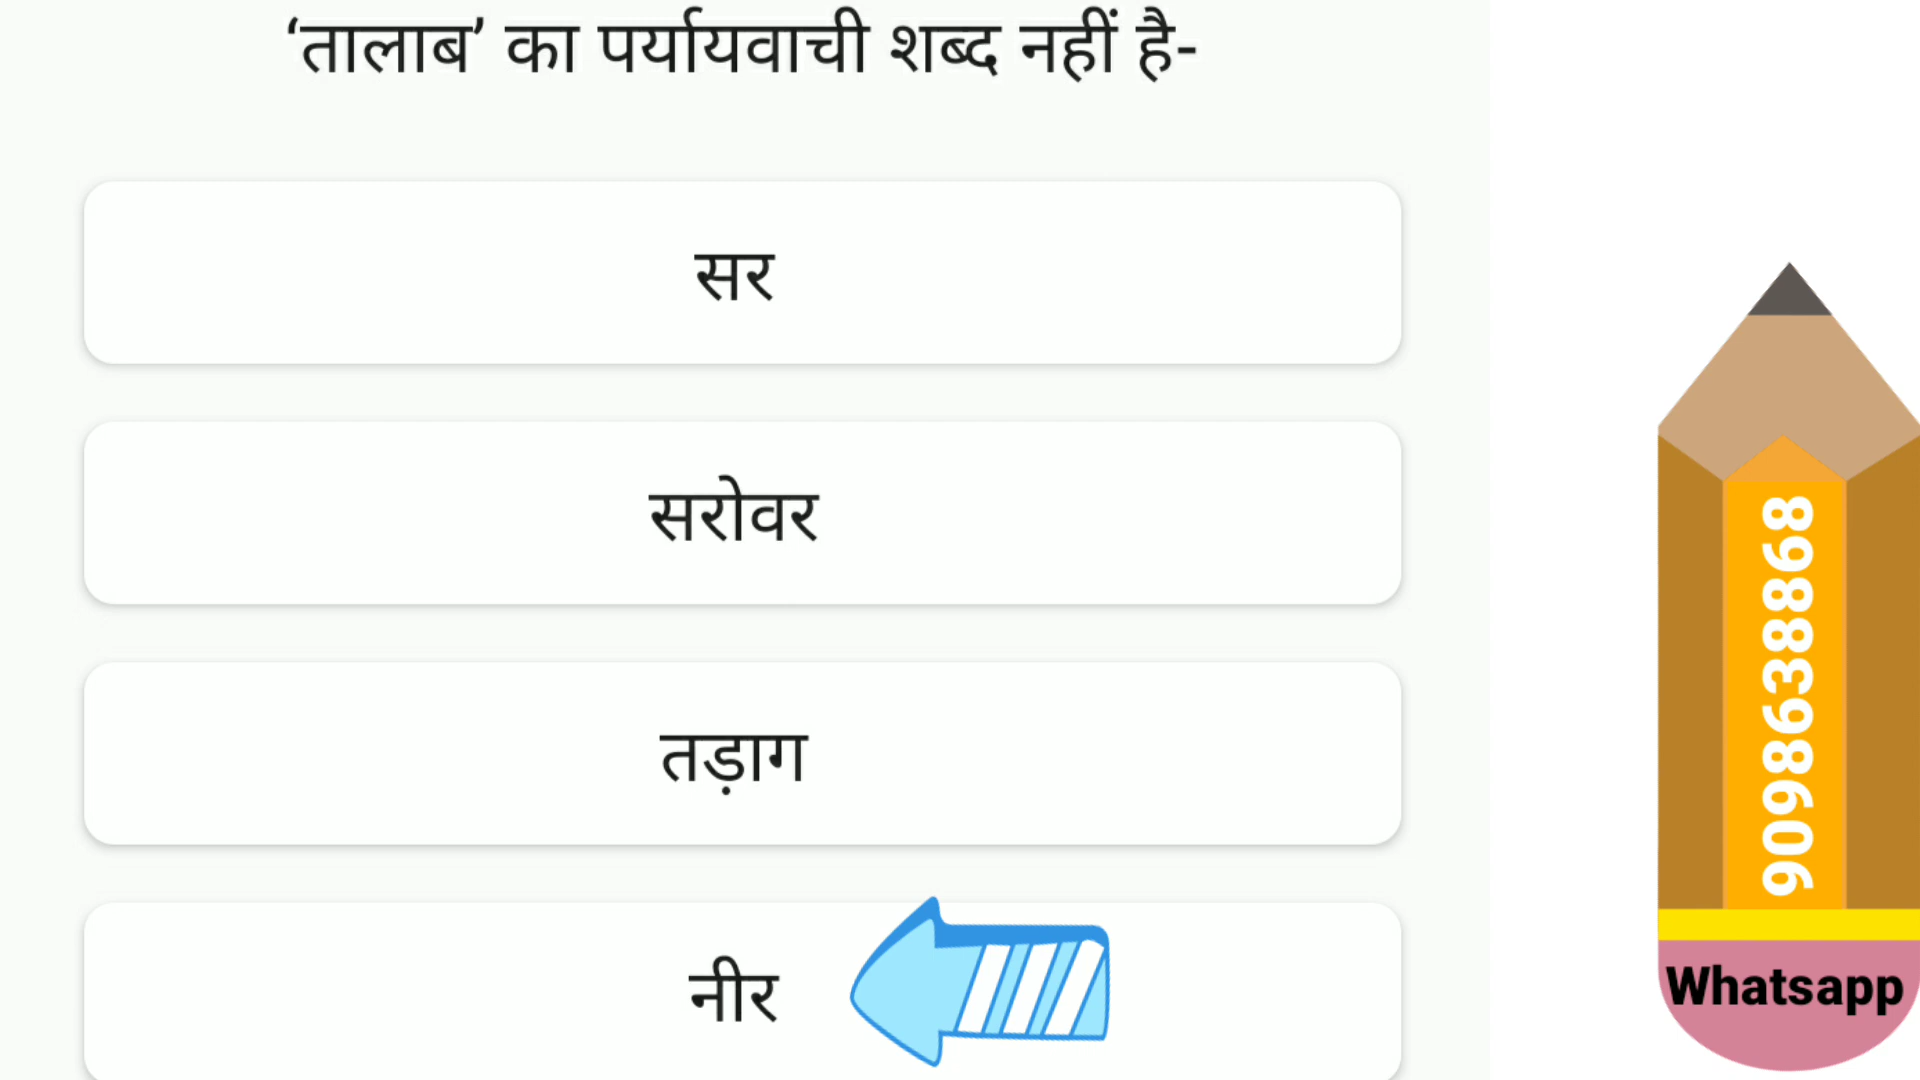 ‘तालाब’ का पर्यायवाची शब्द नहीं है-
सर
सरोवर
तड़ाग
नीर
9098638868
Whatsapp